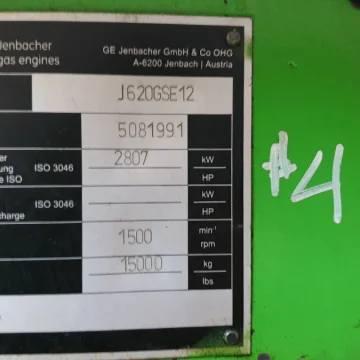 Jenbacher
gas engines
GE Jenbacher GmbH & Co OHG
A-6200 Jenbach | Austria
J620GSE12
5081991
ISO 3046
2807
kW
HP
ISO 3046
kW
HP
1500
min⁻¹
rpm
15000
kg
lbs
#4